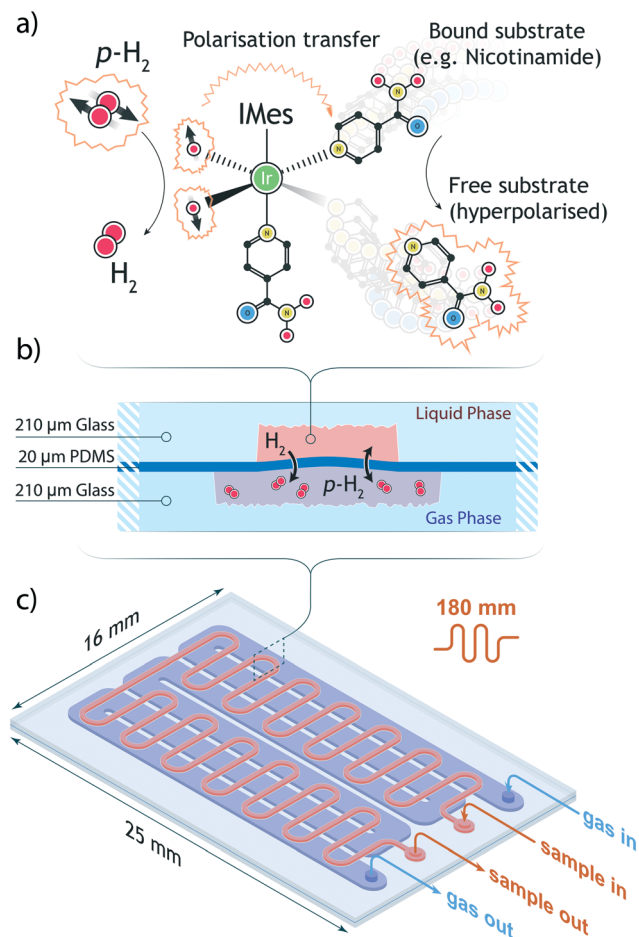 a)
p-H2
Polarisation transfer
Bound substrate
(e.g. Nicotinamide)
IMes
N
O
N
Ir
Free substrate
(hyperpolarised)
H2
N
N
O
N
O
N
b)
Liquid Phase
210 µm Glass
H2
20 µm PDMS
210 µm Glass
p-H2
Gas Phase
c)
180 mm
16 mm
25 mm
gas in
sample in
sample out
gas out